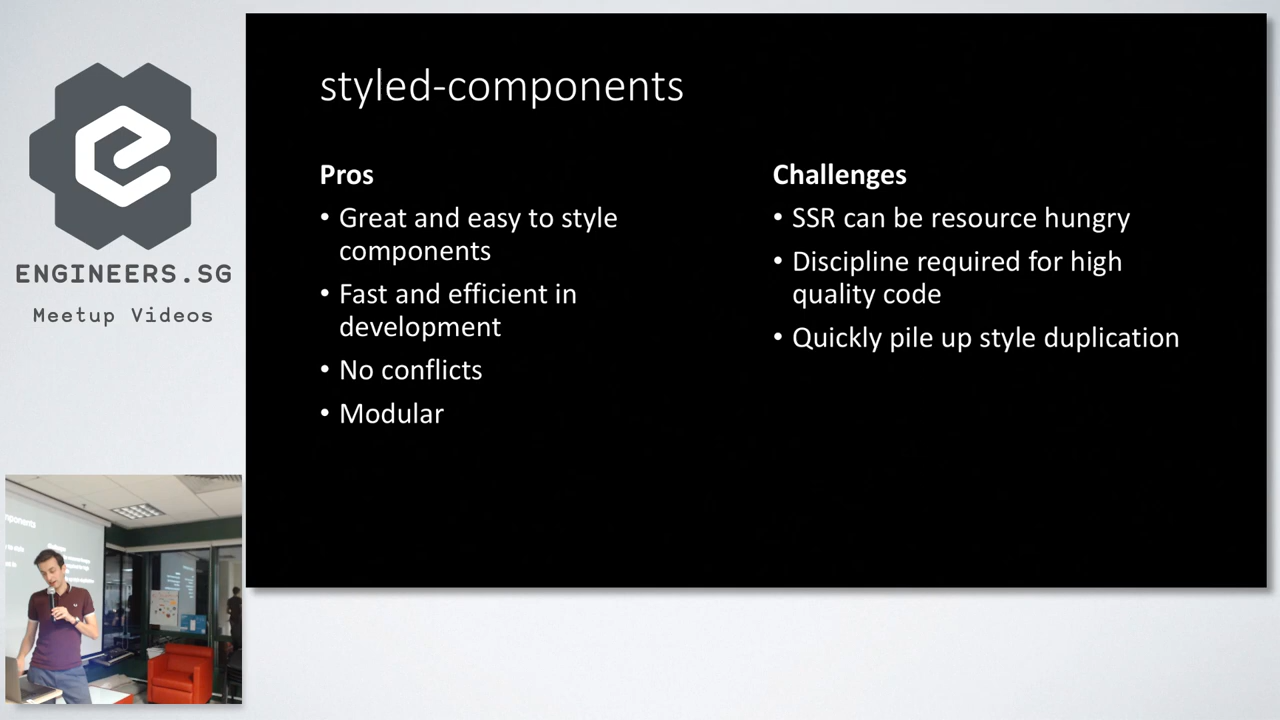 ENGINEERS.SG
Meetup Videos
styled-components
Pros
• Great and easy to style
components
• Fast and efficient in
development
• No conflicts
• Modular
Challenges
• SSR can be resource hungry
• Discipline required for high
quality code
• Quickly pile up style duplication